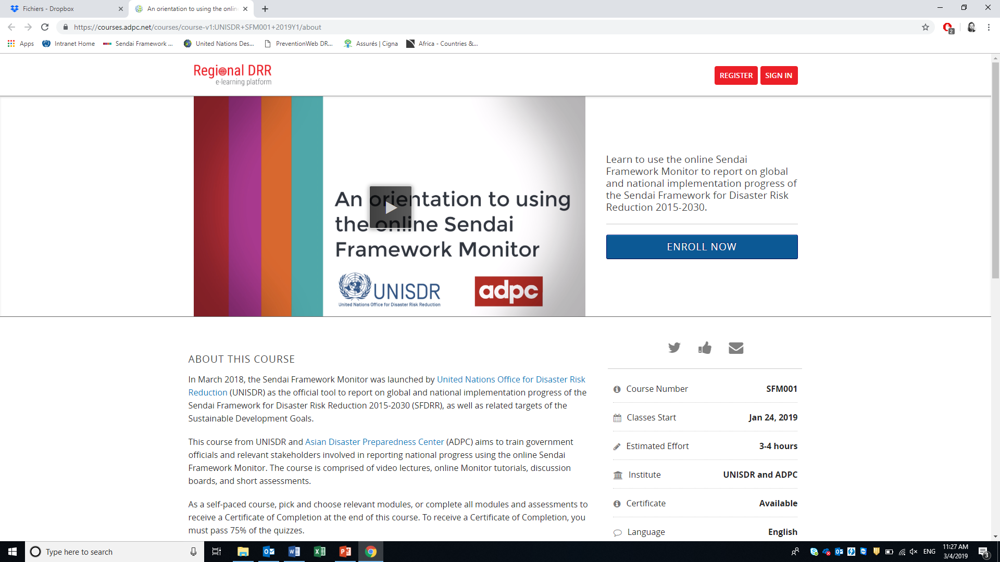 Fichiers - Dropbox
An orientation to using the onlin
https://courses.adpc.net/courses/course-v1:UNISDR+SFM001+2019Y1/about
2
Apps
Intranet Home
Sendai Framework ...
United Nations Des...
PreventionWeb DR...
Assurés | Cigna
Africa - Countries &...
Regional DRR
e-learning platform
REGISTER
SIGN IN
An orientation to using
the online Sendai
Framework Monitor
UNISDR
United Nations Office for Disaster Risk Reduction
adpc
Learn to use the online Sendai
Framework Monitor to report on global
and national implementation progress of
the Sendai Framework for Disaster Risk
Reduction 2015-2030.
ENROLL NOW
ABOUT THIS COURSE
In March 2018, the Sendai Framework Monitor was launched by United Nations Office for Disaster Risk
Reduction (UNISDR) as the official tool to report on global and national implementation progress of the
Sendai Framework for Disaster Risk Reduction 2015-2030 (SFDRR), as well as related targets of the
Sustainable Development Goals.
This course from UNISDR and Asian Disaster Preparedness Center (ADPC) aims to train government
officials and relevant stakeholders involved in reporting national progress using the online Sendai
Framework Monitor. The course is comprised of video lectures, online Monitor tutorials, discussion
boards, and short assessments.
As a self-paced course, pick and choose relevant modules, or complete all modules and assessments to
receive a Certificate of Completion at the end of this course. To receive a Certificate of Completion, you
must pass 75% of the quizzes.
Course Number SFM001
Classes Start Jan 24, 2019
Estimated Effort 3-4 hours
Institute UNISDR and ADPC
Certificate Available
Language English
Type here to search
ENG
11:27 AM
3/4/2019
3